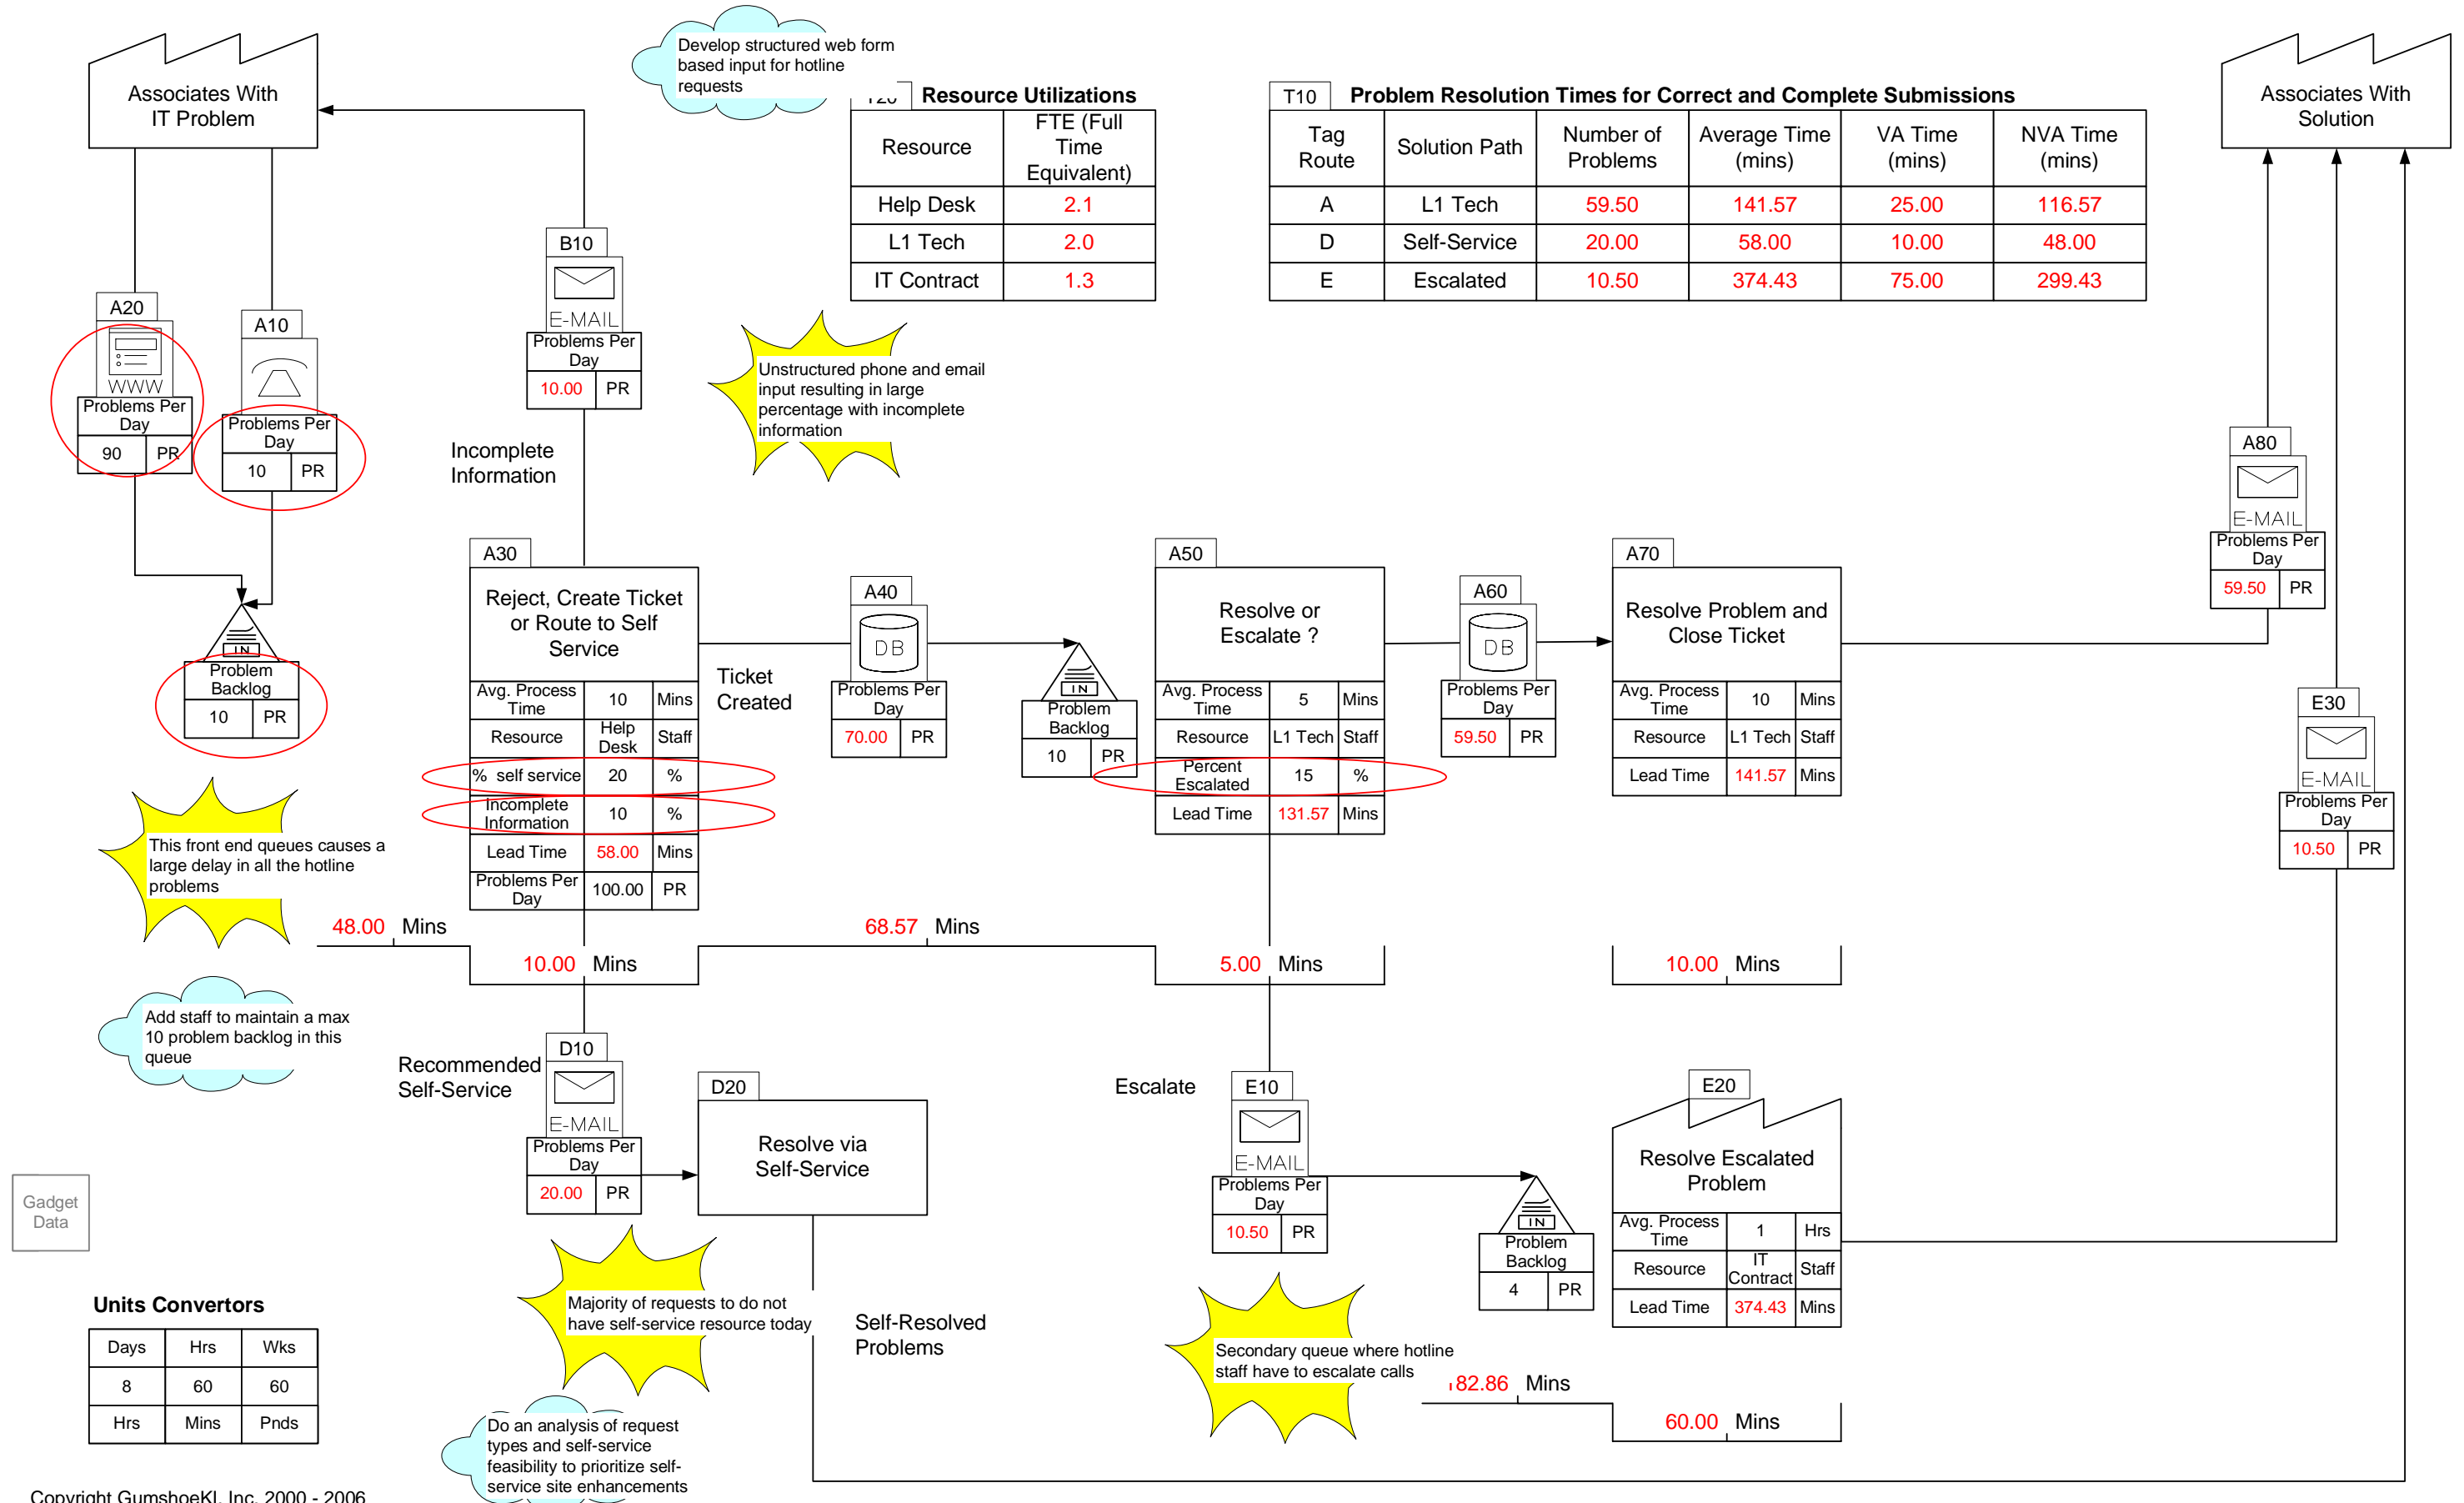 Develop structured web form
based input for hotline
requests
Associates With
IT Problem
Resource Utilizations
Resource
FTE (Full
Time
Equivalent)
Help Desk 2.1
L1 Tech 2.0
IT Contract 1.3
T10
Problem Resolution Times for Correct and Complete Submissions
Tag
Route
Solution Path
Number of
Problems
Average Time
(mins)
VA Time
(mins)
NVA Time
(mins)
A L1 Tech 59.50 141.57 25.00 116.57
D Self-Service 20.00 58.00 10.00 48.00
E Escalated 10.50 374.43 75.00 299.43
Associates With
Solution
A20
WWW
Problems Per
Day
90 PR
A10
Problems Per
Day
10 PR
B10
E-MAIL
Problems Per
Day
10.00 PR
Unstructured phone and email
input resulting in large
percentage with incomplete
information
Incomplete
Information
IN
Problem
Backlog
10 PR
This front end queues causes a
large delay in all the hotline
problems
A30
Reject, Create Ticket
or Route to Self
Service
Avg. Process
Time
10 Mins
Resource
Help
Desk
Staff
% self service 20 %
Incomplete
Information
10 %
Lead Time 58.00 Mins
Problems Per
Day
100.00 PR
Ticket
Created
A40
DB
Problems Per
Day
70.00 PR
IN
Problem
Backlog
10 PR
A50
Resolve or
Escalate ?
Avg. Process
Time
5 Mins
Resource L1 Tech Staff
Percent
Escalated
15 %
Lead Time 131.57 Mins
A60
DB
Problems Per
Day
59.50 PR
A70
Resolve Problem and
Close Ticket
Avg. Process
Time
10 Mins
Resource L1 Tech Staff
Lead Time 141.57 Mins
A80
E-MAIL
Problems Per
Day
59.50 PR
E30
E-MAIL
Problems Per
Day
10.50 PR
48.00 Mins
10.00 Mins
68.57 Mins
5.00 Mins
10.00 Mins
Add staff to maintain a max
10 problem backlog in this
queue
Recommended
Self-Service
D10
E-MAIL
Problems Per
Day
20.00 PR
D20
Resolve via
Self-Service
Escalate
E10
E-MAIL
Problems Per
Day
10.50 PR
IN
Problem
Backlog
4 PR
E20
Resolve Escalated
Problem
Avg. Process
Time
1 Hrs
Resource
IT
Contract
Staff
Lead Time 374.43 Mins
Gadget
Data
Majority of requests to do not
have self-service resource today
Self-Resolved
Problems
Secondary queue where hotline
staff have to escalate calls
82.86 Mins
60.00 Mins
Units Convertors
Days Hrs Wks
8 60 60
Hrs Mins Pnds
Do an analysis of request
types and self-service
feasibility to prioritize self-
service site enhancements
Copyright GumshoeKI, Inc. 2000 - 2006